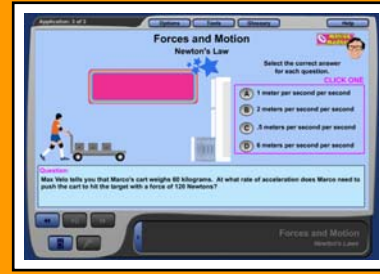 Application: 3 of 3
Options
Tools
Glossary
Help
Forces and Motion
Newton's Law
Select the correct answer
for each question.
CLICK ONE
A 1 meter per second per second
B 2 meters per second per second
C .5 meters per second per second
D 6 meters per second per second
Question
Max Velo tells you that Marco's cart weighs 60 kilograms. At what rate of acceleration does Marco need to
push the cart to hit the target with a force of 120 Newtons?
Forces and Motion
Newton's Laws